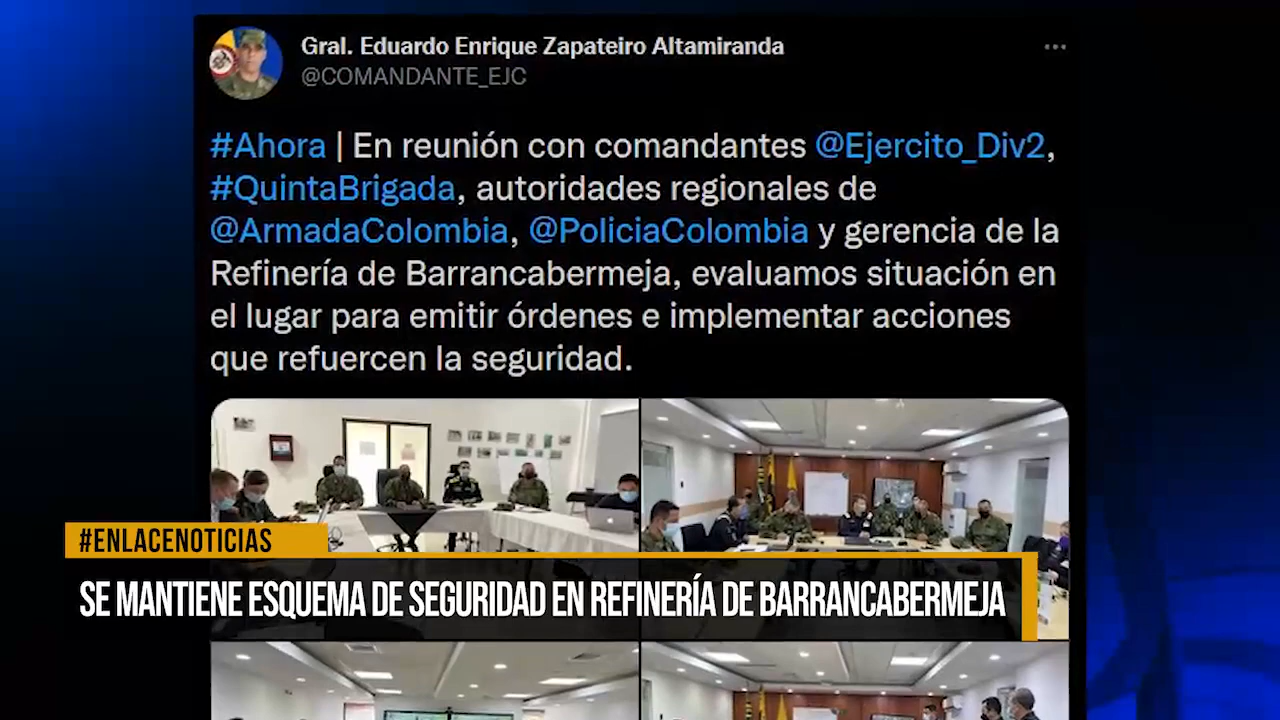 Gral. Eduardo Enrique Zapateiro Altamiranda
@COMANDANTE_EJC
#Ahora | En reunión con comandantes @Ejercito_Div2,
#QuintaBrigada, autoridades regionales de
@ArmadaColombia, @PoliciaColombia y gerencia de la
Refinería de Barrancabermeja, evaluamos situación en
el lugar para emitir órdenes e implementar acciones
que refuercen la seguridad.
#ENLACENOTICIAS
SE MANTIENE ESQUEMA DE SEGURIDAD EN REFINERÍA DE BARRANCABERMEJA